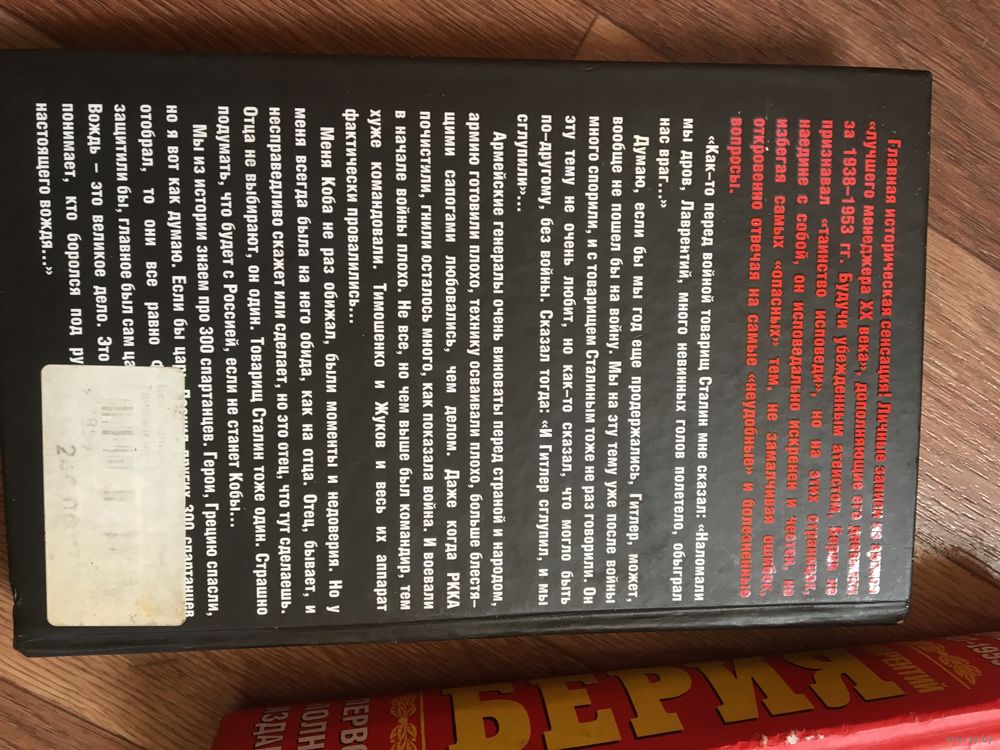 Главная историческая сенсация! Личные записи из архива
«лучшего менеджера XX века», дополняющие его дневники
за 1938–1953 гг. Будучи убежденным атеистом, Берия не
признавал «таинство исповеди», но на этих страницах,
наедине с собой, он исповедально искренен и честен, не
избегая самых «опасных» тем, не замалчивая ошибок,
откровенно отвечая на самые «неудобные» и болезненные
вопросы.
«Как-то перед войной товарищ Сталин мне сказал: «Наломали
мы дров, Лаврентий, много невинных голов полетело, обыграл
нас враг...»
Думаю, если бы мы год еще продержались, Гитлер, может,
вообще не пошел бы на войну. Мы на эту тему уже после войны
много спорили, и с товарищем Сталиным тоже не раз говорили. Он
эту тему не очень любит, но как-то сказал, что могло быть
по-другому, без войны. Сказал тогда: «И Гитлер сглупил, и мы
сглупили»...
Армейские генералы очень виноваты перед страной и народом,
армию готовили плохо, технику осваивали плохо, больше блестя-
щими сапогами любовались, чем делом. Даже когда РККА
почистили, гнили осталось много, как показала война. И воевали
в начале войны плохо. Не все, но чем выше был командир, тем
хуже командовали. Тимошенко и Жуков и весь их аппарат
фактически провалились...
Меня Коба не раз обижал, были моменты и недоверия. Но у
меня всегда была на него обида, как на отца. Отец, бывает, и
несправедливо скажет или сделает, но это отец, что тут сделаешь.
Отца не выбирают, он один. Товарищ Сталин тоже один. Страшно
подумать, что будет с Россией, если не станет Кобы...
Мы из истории знаем про 300 спартанцев. Герои, Грецию спасли,
но я вот как думаю. Если бы цар 300 спартанцев
отобрал, то они все равно
защитили бы, главное был сам ца
Вождь – это великое дело. Это
понимает, кто боролся под ру
настоящего вождя...»
БЕРИЯ